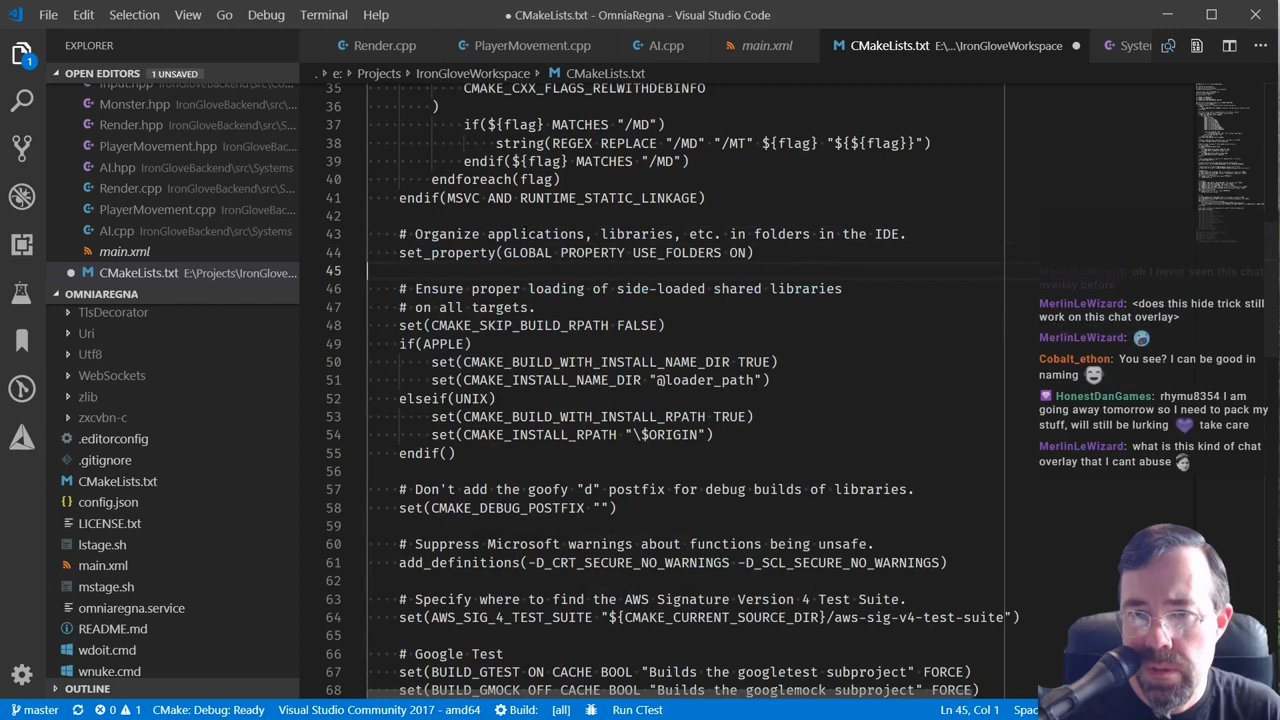 File Edit Selection View Go Debug Terminal Help
● CMakeLists.txt - OmniaRegna - Visual Studio Code
EXPLORER
Render.cpp PlayerMovement.cpp AI.cpp main.xml CMakeLists.txt E:\...\IronGloveWorkspace ● Syste
OPEN EDITORS 1 UNSAVED
. > e: > Projects > IronGloveWorkspace > CMakeLists.txt
Monster.hpp IronGloveBackend\src\S...
Render.hpp IronGloveBackend\src\S...
PlayerMovement.hpp IronGloveBackend\...
AI.hpp IronGloveBackend\src\Systems
Render.cpp IronGloveBackend\src\S...
PlayerMovement.cpp IronGloveBackend\...
AI.cpp IronGloveBackend\src\Systems
main.xml
● CMakeLists.txt E:\Projects\IronGlove...
OMNIAREGNA
TlsDecorator
Uri
Utf8
WebSockets
zlib
zxcvbn-c
.editorconfig
.gitignore
CMakeLists.txt
config.json
LICENSE.txt
lstage.sh
main.xml
mstage.sh
omniaregna.service
README.md
wdoit.cmd
wnuke.cmd
OUTLINE
35 CMAKE_CXX_FLAGS_RELWITHDEBINFO
36 )
37 if(${flag} MATCHES "/MD")
38 string(REGEX REPLACE "/MD" "/MT" ${flag} "${${flag}}")
39 endif(${flag} MATCHES "/MD")
40 endforeach(flag)
41 endif(MSVC AND RUNTIME_STATIC_LINKAGE)
42
43 # Organize applications, libraries, etc. in folders in the IDE.
44 set_property(GLOBAL PROPERTY USE_FOLDERS ON)
45
46 # Ensure proper loading of side-loaded shared libraries
47 # on all targets.
48 set(CMAKE_SKIP_BUILD_RPATH FALSE)
49 if(APPLE)
50 set(CMAKE_BUILD_WITH_INSTALL_NAME_DIR TRUE)
51 set(CMAKE_INSTALL_NAME_DIR "@loader_path")
52 elseif(UNIX)
53 set(CMAKE_BUILD_WITH_INSTALL_RPATH TRUE)
54 set(CMAKE_INSTALL_RPATH "\$ORIGIN")
55 endif()
56
57 # Don't add the goofy "d" postfix for debug builds of libraries.
58 set(CMAKE_DEBUG_POSTFIX "")
59
60 # Suppress Microsoft warnings about functions being unsafe.
61 add_definitions(-D_CRT_SECURE_NO_WARNINGS -D_SCL_SECURE_NO_WARNINGS)
62
63 # Specify where to find the AWS Signature Version 4 Test Suite.
64 set(AWS_SIG_4_TEST_SUITE "${CMAKE_CURRENT_SOURCE_DIR}/aws-sig-v4-test-suite")
65
66 # Google Test
67 set(BUILD_GTEST ON CACHE BOOL "Builds the googletest subproject" FORCE)
68 set(BUILD_GMOCK OFF CACHE BOOL "Builds the googlemock subproject" FORCE)
MerlinLeWizard: oh I never seen this chat
overlay before
MerlinLeWizard: <does this hide trick still
work on this chat overlay>
MerlinLeWizard:
Cobalt_ethon: You see? I can be good in
naming
HonestDanGames: rhymu8354 I am
going away tomorrow so I need to pack my
stuff, will still be lurking take care
MerlinLeWizard: what is this kind of chat
overlay that I cant abuse
1
master 0 1 CMake: Debug: Ready Visual Studio Community 2017 - amd64 Build: [all] Run CTest Ln 45, Col 1 Spac